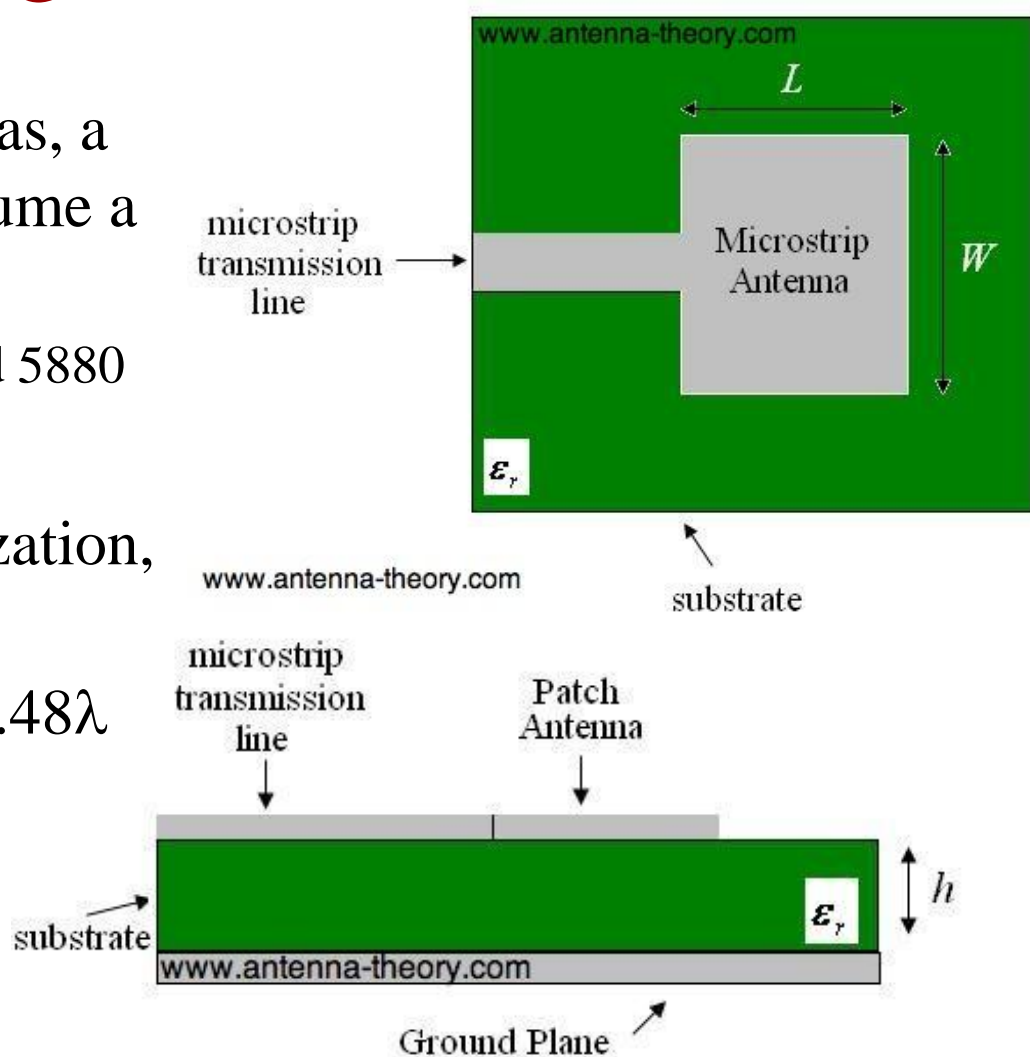 as, a
ume a
5880
zation,
.48λ
www.antenna-theory.com
L
microstrip
transmission
line
Microstrip
Antenna
W
εr
substrate
www.antenna-theory.com
microstrip
transmission
line
Patch
Antenna
h
εr
substrate
www.antenna-theory.com
Ground Plane